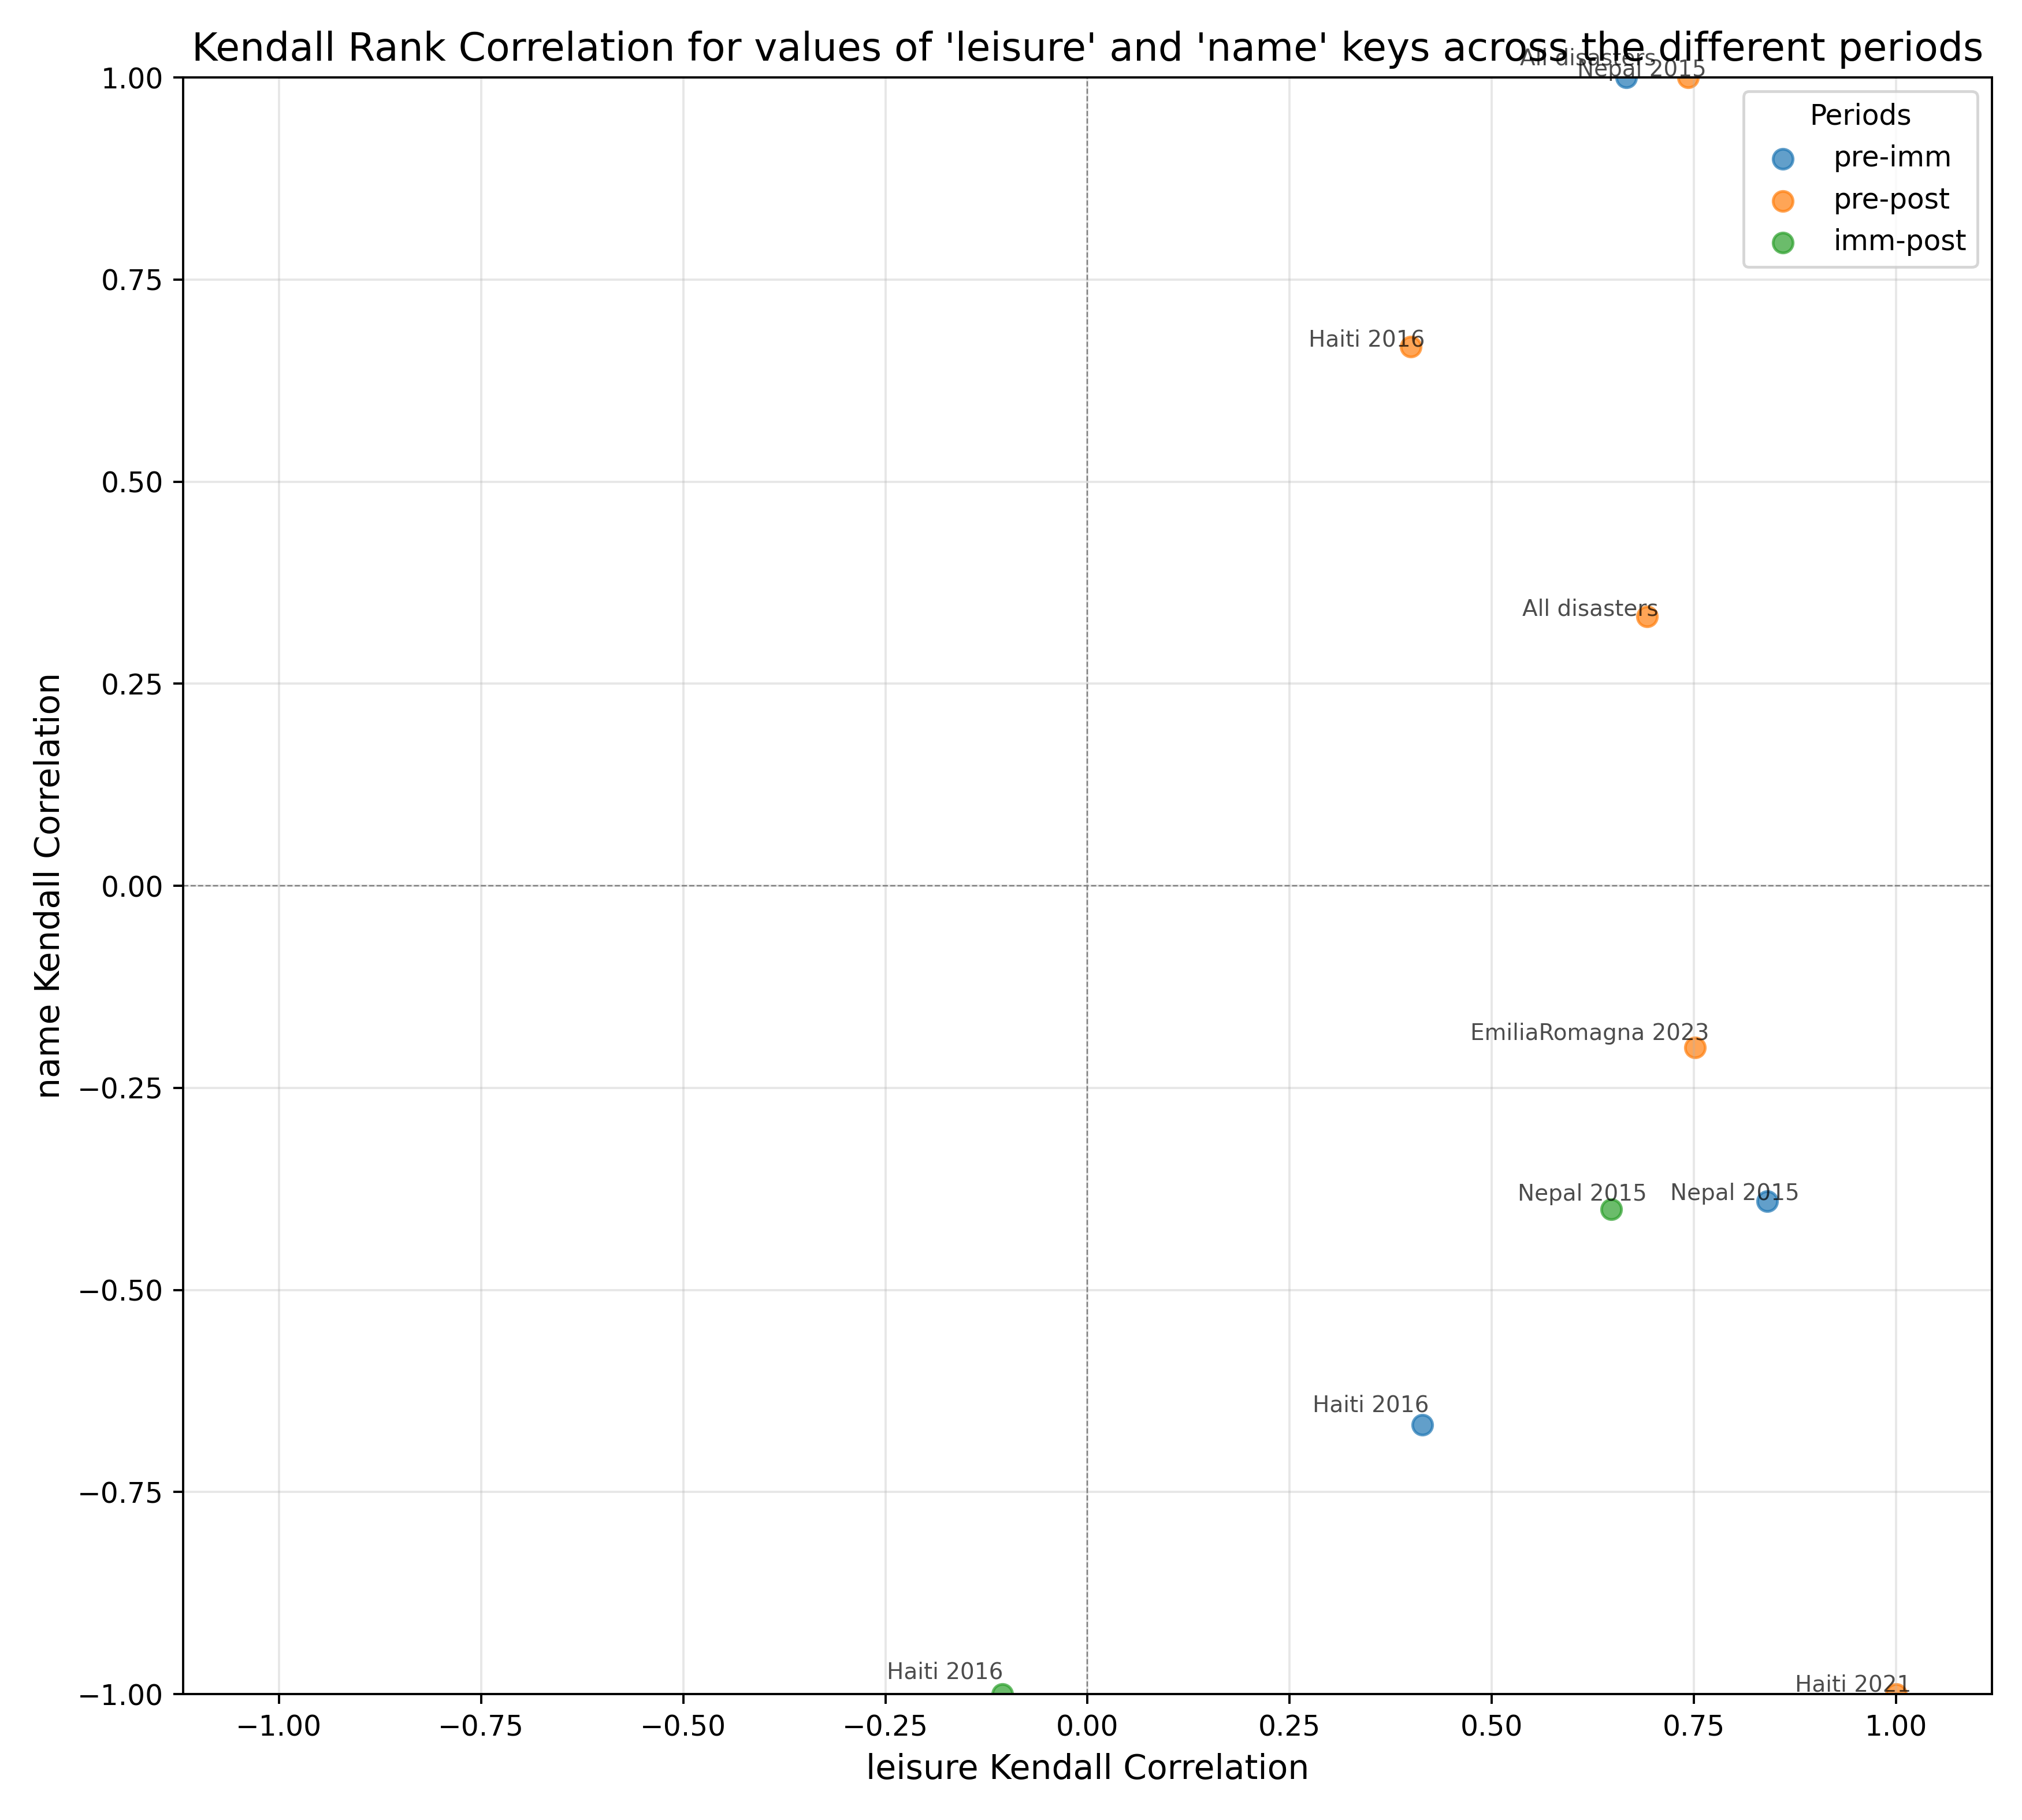 Kendall Rank Correlation for values of 'leisure' and 'name' keys across the different periods
All disasters
Nepal 2015
1.00
Periods
pre-imm
pre-post
imm-post
0.75
Haiti 2016
0.50
All disasters
0.25
name Kendall Correlation
0.00
EmiliaRomagna 2023
−0.25
Nepal 2015
Nepal 2015
−0.50
Haiti 2016
−0.75
Haiti 2016
Haiti 2021
−1.00
−1.00 −0.75 −0.50 −0.25 0.00 0.25 0.50 0.75 1.00
leisure Kendall Correlation